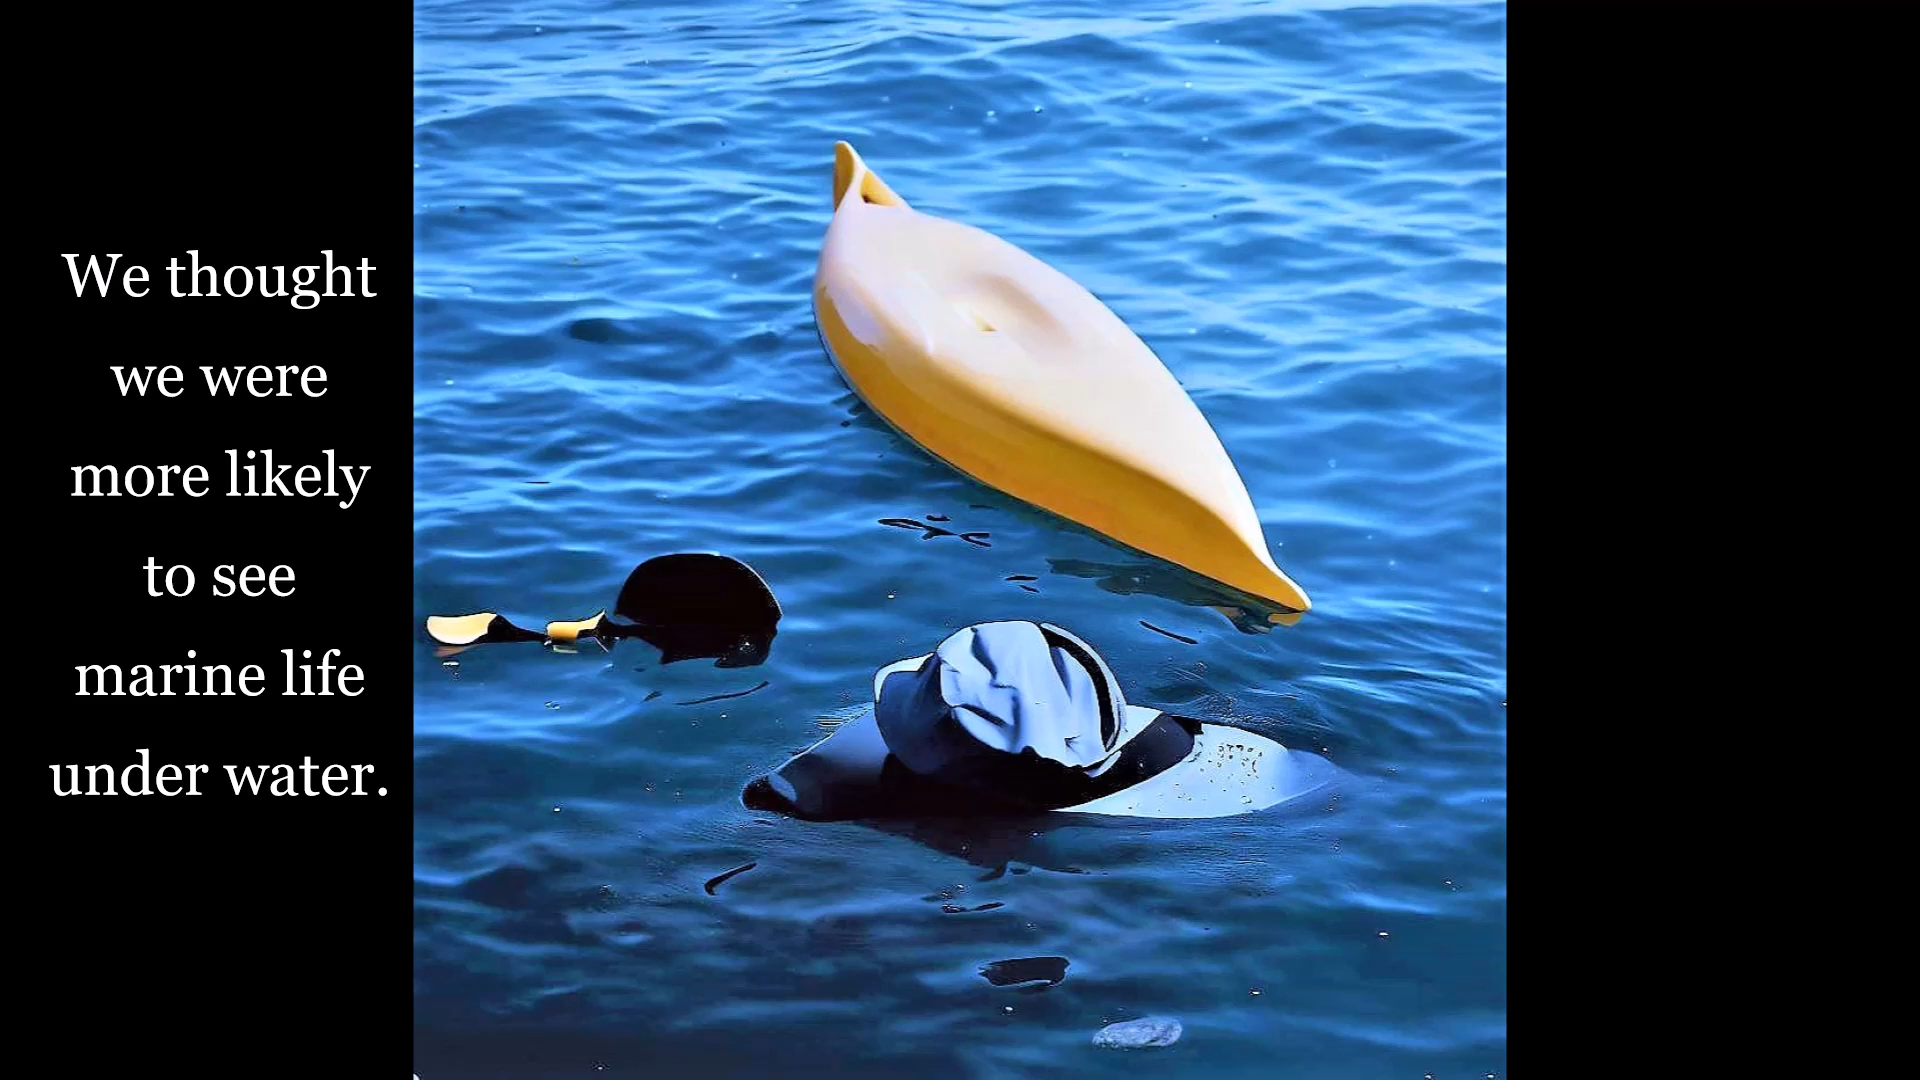 We thought
we were
more likely
to see
marine life
under water.